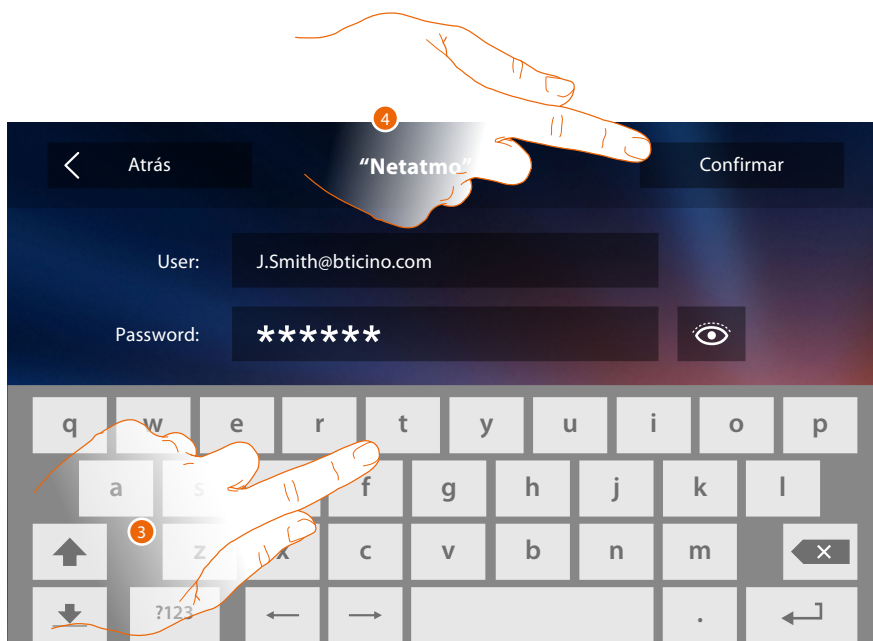 4
Atrás
“Netatmo”
Confirmar
User:
J.Smith@bticino.com
Password:
******
q w e r t y u i o p
a s f g h j k l
3
z x c v b n m
?123
.